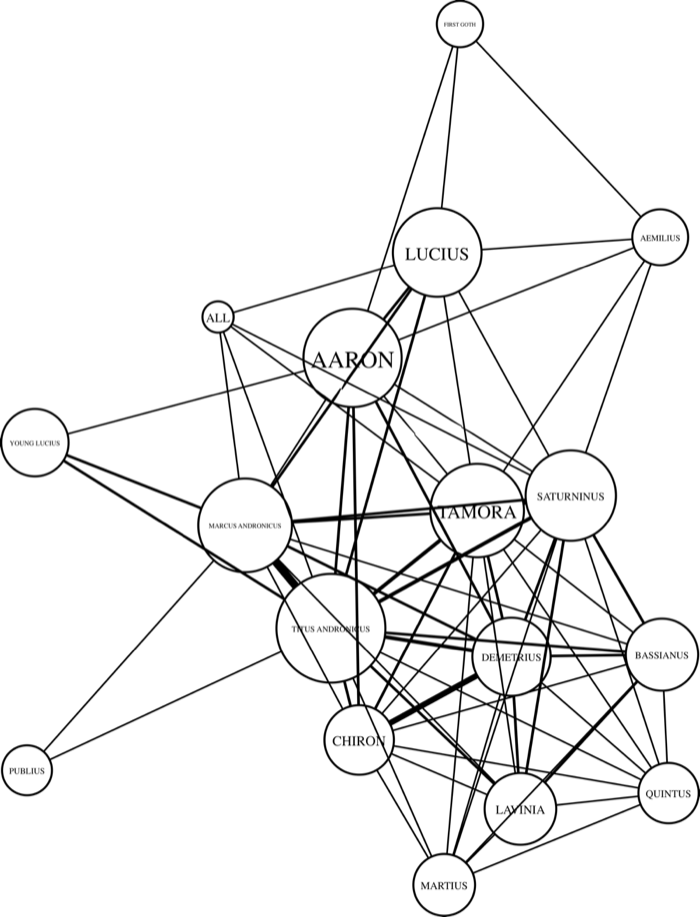 FIRST GOTH
AEMILIUS
LUCIUS
ALL
AARON
YOUNG LUCIUS
SATURNINUS
TAMORA
MARCUS ANDRONICUS
TITUS ANDRONICUS
BASSIANUS
DEMETRIUS
CHIRON
PUBLIUS
QUINTUS
LAVINIA
MARTIUS